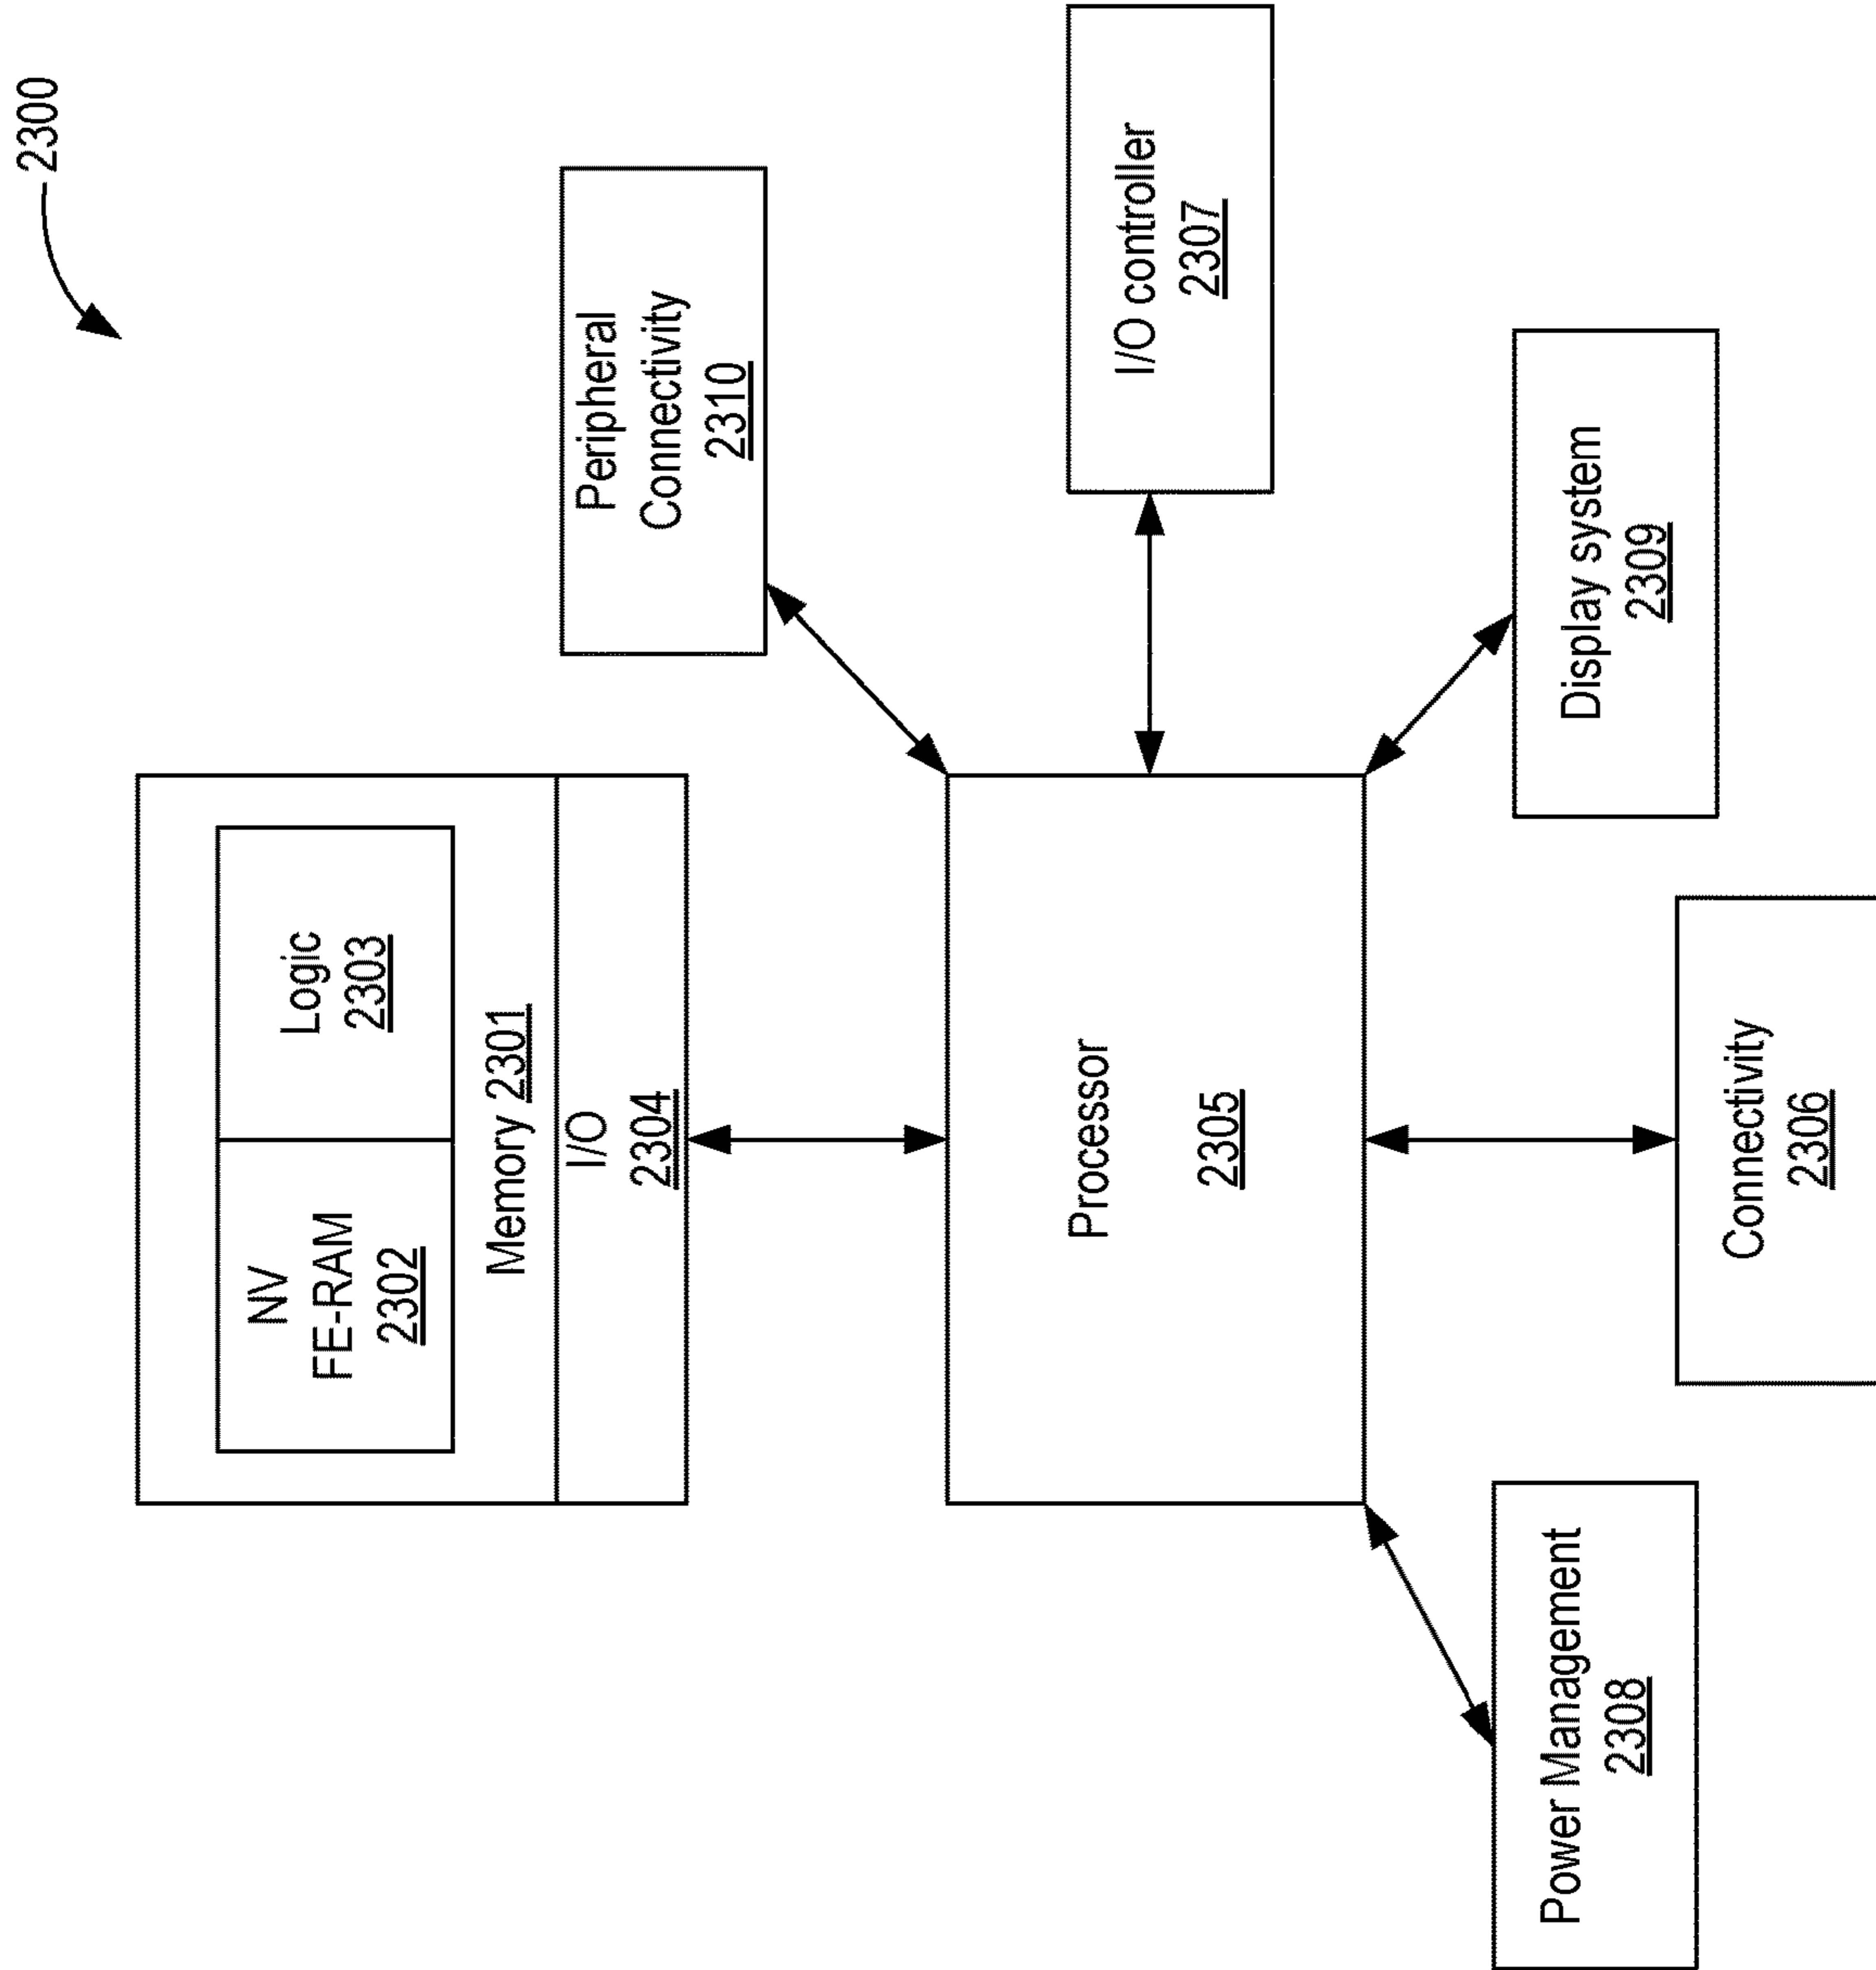 2300
NV
FE-RAM
2302
Logic
2303
Memory 2301
I/O
2304
Peripheral
Connectivity
2310
Processor
2305
I/O controller
2307
Power Management
2308
Connectivity
2306
Display system
2309